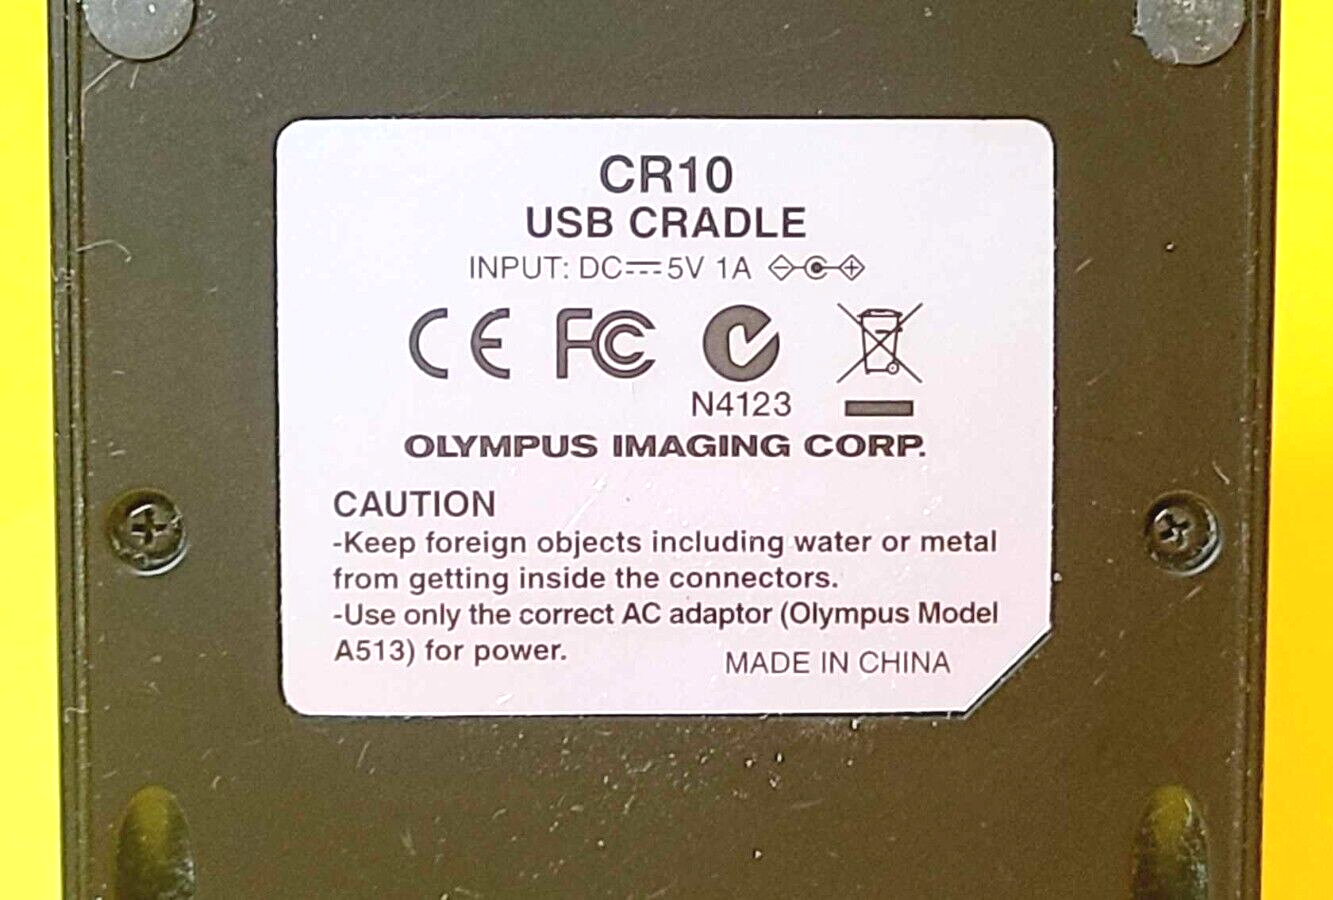 CR10
USB CRADLE
INPUT: DC⎓5V 1A
CE FC N4123
OLYMPUS IMAGING CORP.
CAUTION
-Keep foreign objects including water or metal
from getting inside the connectors.
-Use only the correct AC adaptor (Olympus Model
A513) for power.
MADE IN CHINA